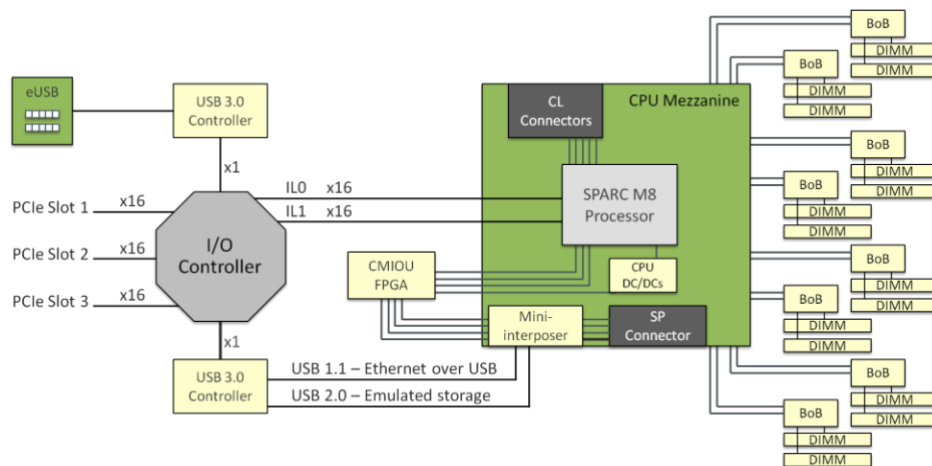 eUSB
USB 3.0
Controller
x1
PCIe Slot 1
x16
PCIe Slot 2
x16
PCIe Slot 3
x16
I/O
Controller
x1
USB 3.0
Controller
IL0 x16
IL1 x16
USB 1.1 – Ethernet over USB
USB 2.0 – Emulated storage
CMIOU
FPGA
CL
Connectors
CPU Mezzanine
SPARC M8
Processor
CPU
DC/DCs
Mini-
interposer
SP
Connector
BoB
DIMM
DIMM
BoB
DIMM
DIMM
BoB
DIMM
DIMM
BoB
DIMM
DIMM
BoB
DIMM
DIMM
BoB
DIMM
DIMM
BoB
DIMM
DIMM
BoB
DIMM
DIMM